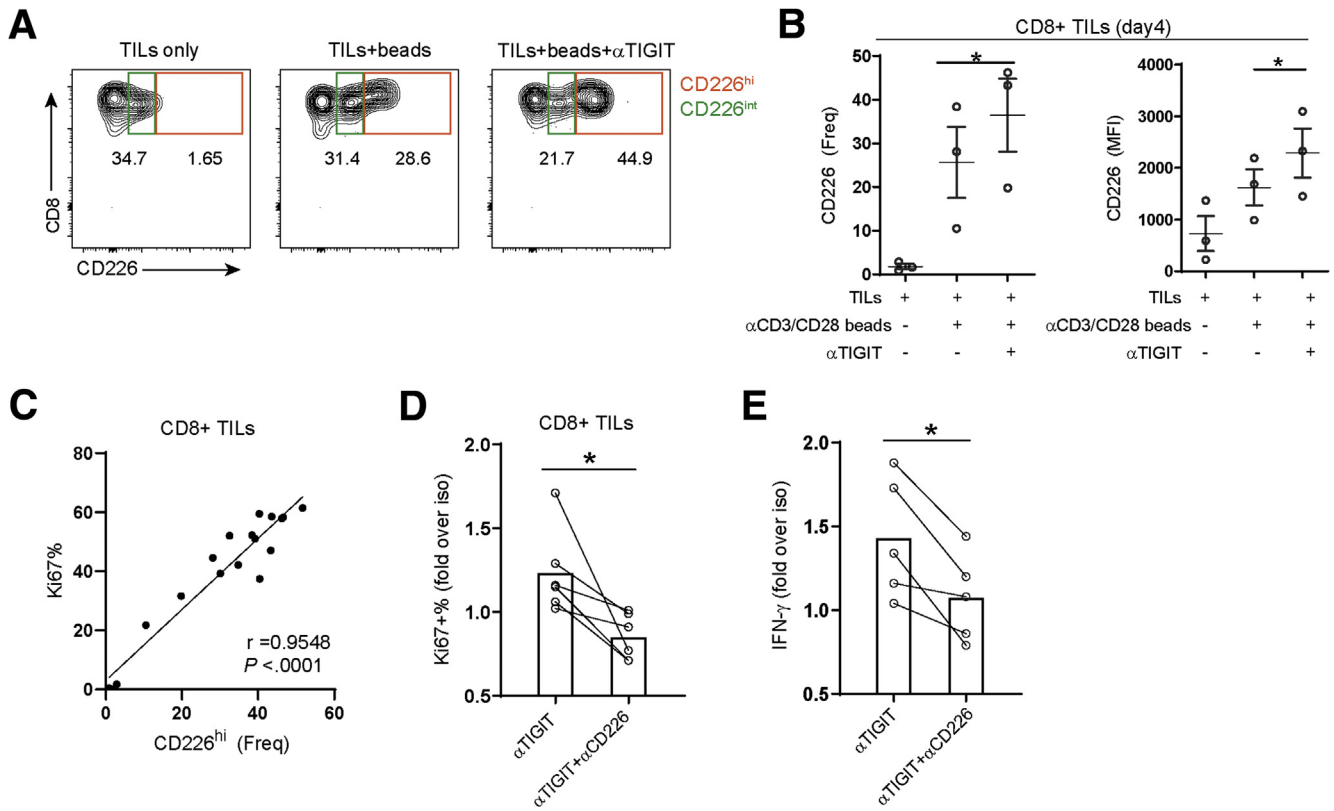 A
TILs only
TILs+beads
TILs+beads+αTIGIT
CD226hi
CD226int
34.7 1.65
31.4 28.6
21.7 44.9
CD8
CD226
B
CD8+ TILs (day4)
CD226 (Freq)
50
40
30
20
10
0
*
TILs + + +
αCD3/CD28 beads - + +
αTIGIT - - +
CD226 (MFI)
4000
3000
2000
1000
0
*
TILs + + +
αCD3/CD28 beads - + +
αTIGIT - - +
C
CD8+ TILs
Ki67%
80
60
40
20
0
r =0.9548
P <.0001
0 20 40 60
CD226hi (Freq)
D
CD8+ TILs
Ki67+% (fold over iso)
2.0
1.5
1.0
0.5
*
αTIGIT
αTIGIT+αCD226
E
IFN-γ (fold over iso)
2.0
1.5
1.0
0.5
*
αTIGIT
αTIGIT+αCD226